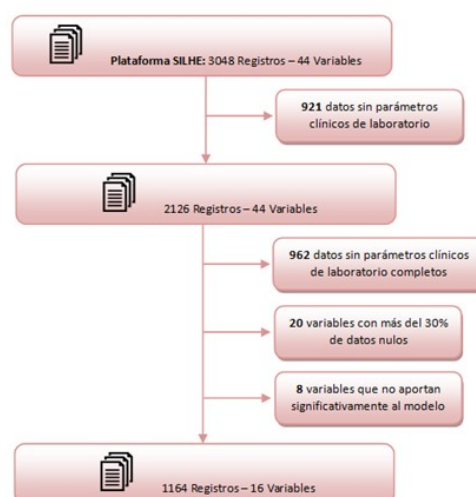 Plataforma SILHE: 3048 Registros – 44 Variables
921 datos sin parámetros
clínicos de laboratorio
2126 Registros – 44 Variables
962 datos sin parámetros clínicos
de laboratorio completos
20 variables con más del 30%
de datos nulos
8 variables que no aportan
significativamente al modelo
1164 Registros – 16 Variables